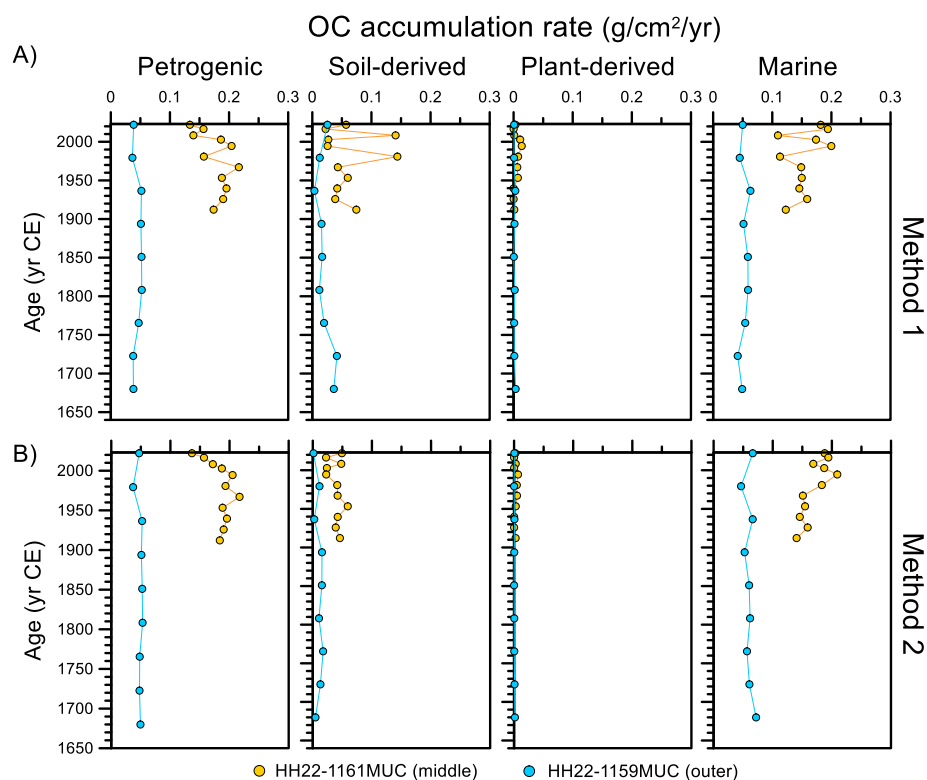 OC accumulation rate (g/cm²/yr)
A)
Petrogenic Soil-derived Plant-derived Marine
0 0.1 0.2 0.3 0 0.1 0.2 0.3 0 0.1 0.2 0.3 0 0.1 0.2 0.3
2000
1950
1900
1850
1800
1750
1700
1650
Age (yr CE)
Method 1
B)
2000
1950
1900
1850
1800
1750
1700
1650
Age (yr CE)
Method 2
HH22-1161MUC (middle) HH22-1159MUC (outer)